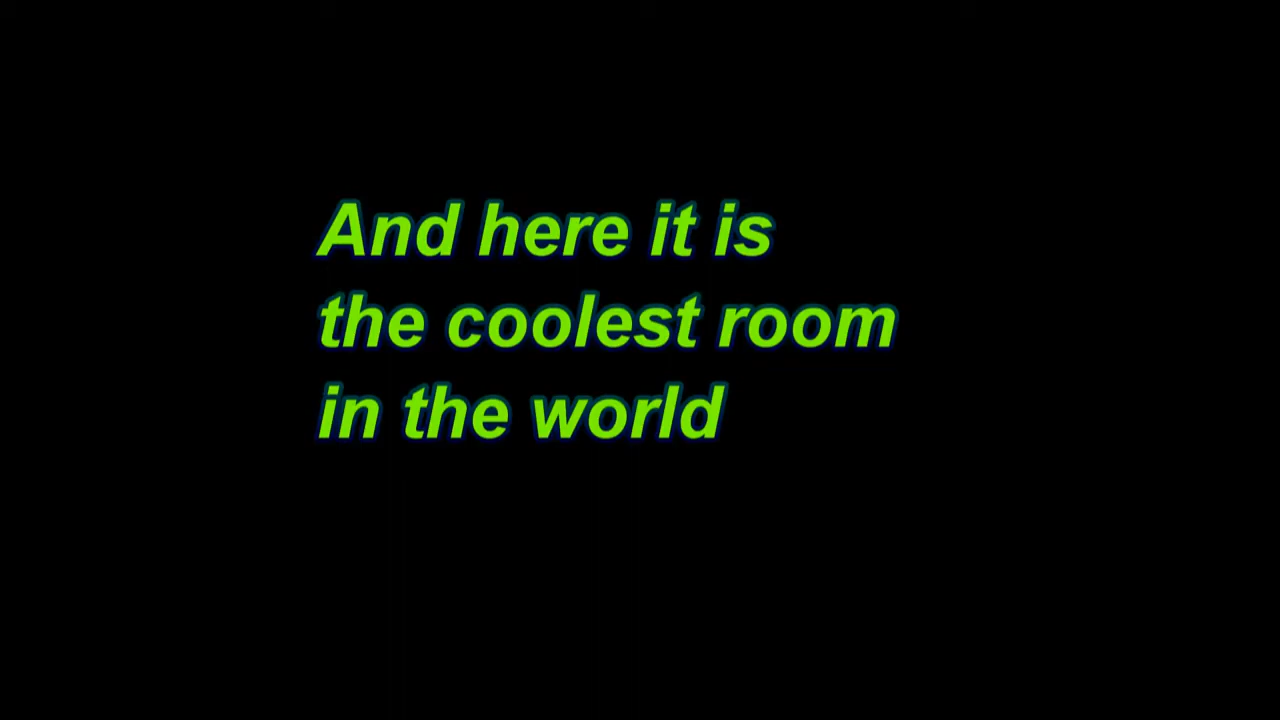 And here it is
the coolest room
in the world